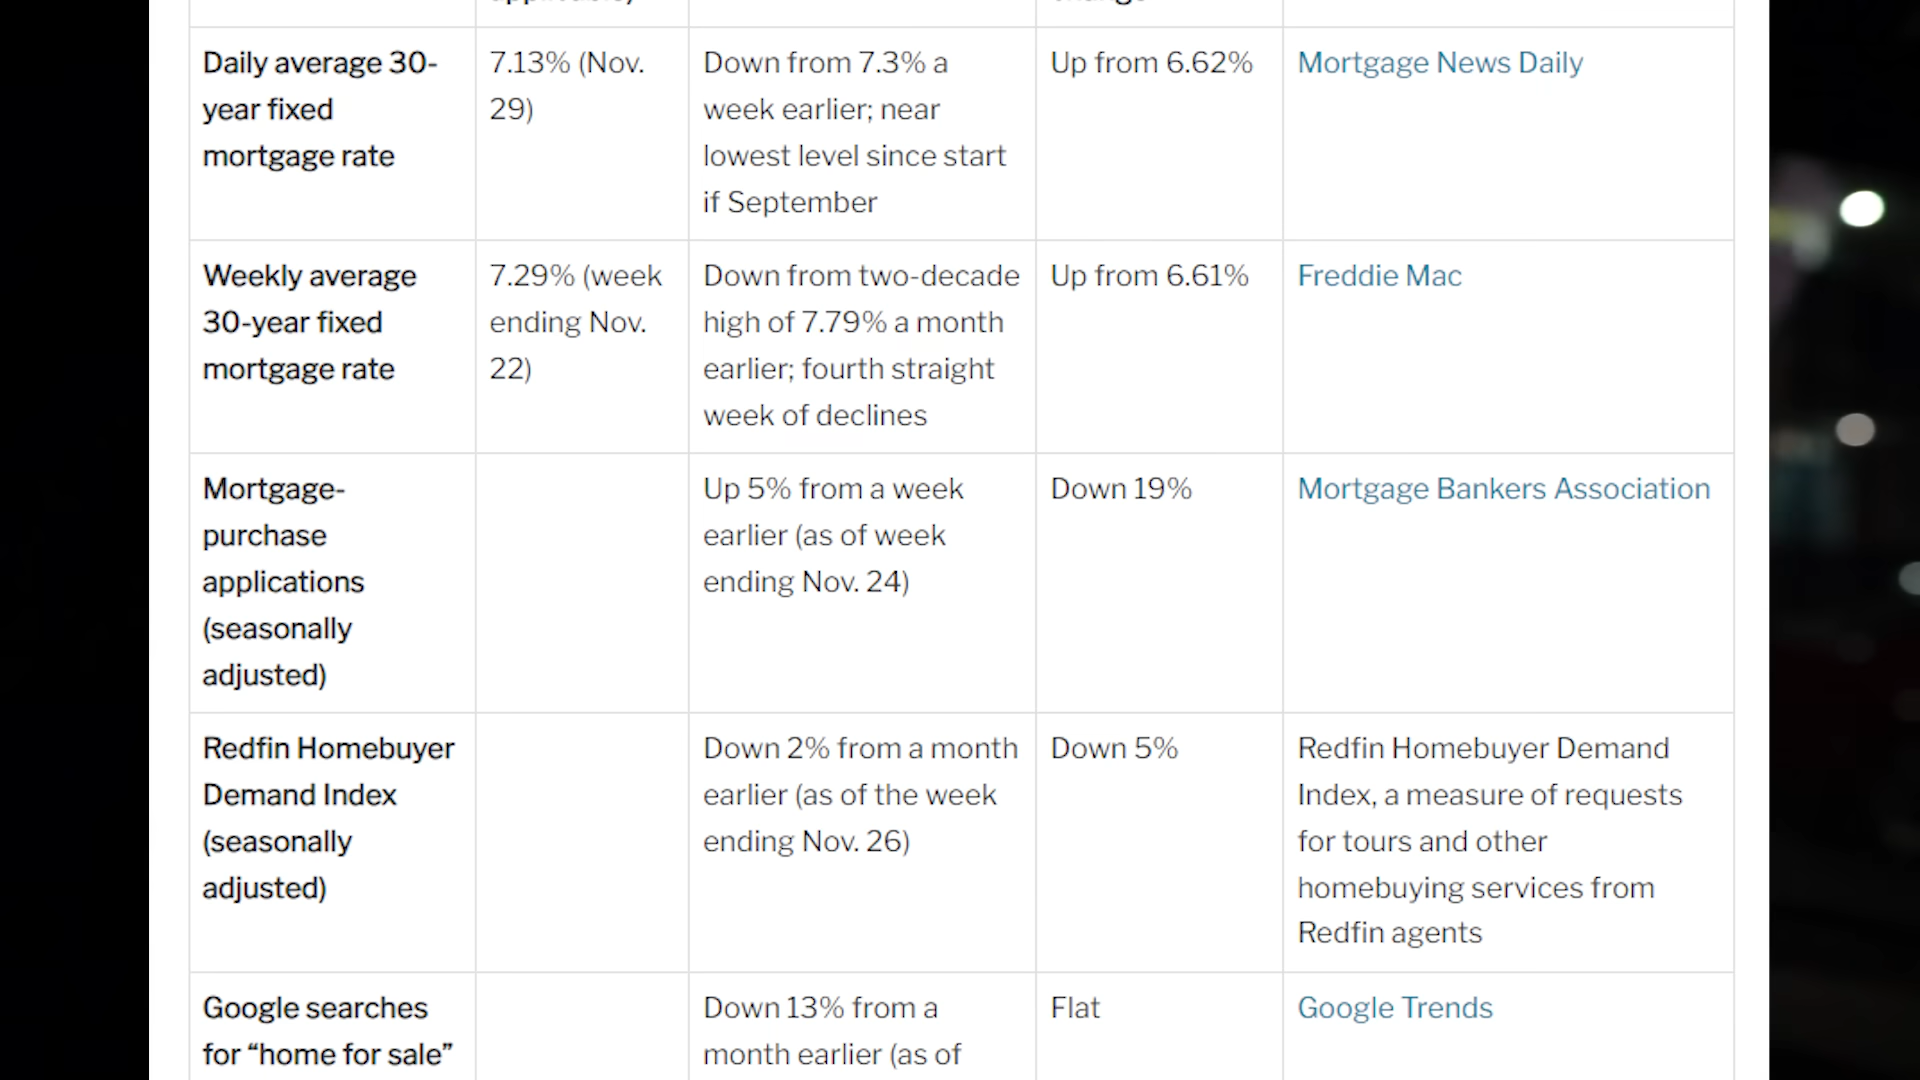 Daily average 30-
year fixed
mortgage rate
7.13% (Nov.
29)
Down from 7.3% a
week earlier; near
lowest level since start
if September
Up from 6.62%
Mortgage News Daily
Weekly average
30-year fixed
mortgage rate
7.29% (week
ending Nov.
22)
Down from two-decade
high of 7.79% a month
earlier; fourth straight
week of declines
Up from 6.61%
Freddie Mac
Mortgage-
purchase
applications
(seasonally
adjusted)
Up 5% from a week
earlier (as of week
ending Nov. 24)
Down 19%
Mortgage Bankers Association
Redfin Homebuyer
Demand Index
(seasonally
adjusted)
Down 2% from a month
earlier (as of the week
ending Nov. 26)
Down 5%
Redfin Homebuyer Demand
Index, a measure of requests
for tours and other
homebuying services from
Redfin agents
Google searches
for “home for sale”
Down 13% from a
month earlier (as of
Flat
Google Trends